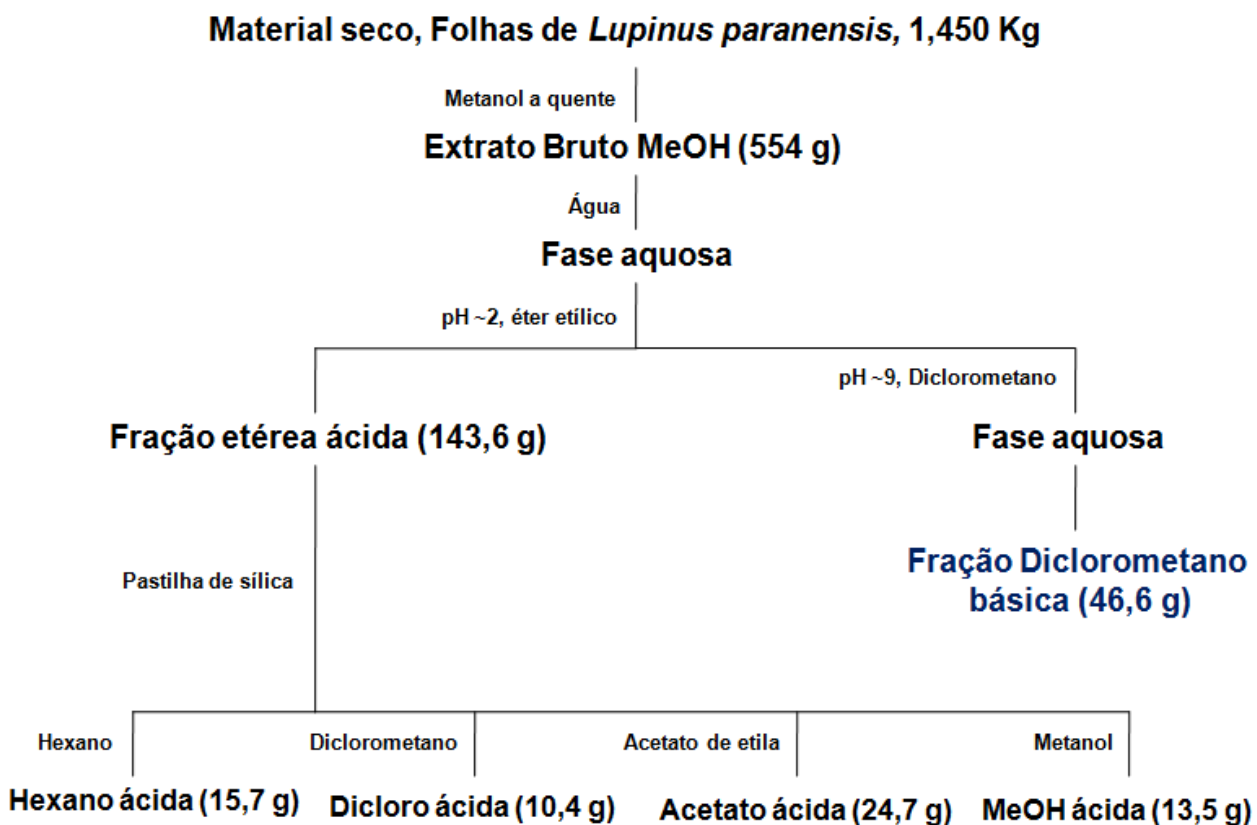 Material seco, Folhas de Lupinus paranensis, 1,450 Kg
Metanol a quente
Extrato Bruto MeOH (554 g)
Água
Fase aquosa
pH ~2, éter etílico
pH ~9, Diclorometano
Fração etérea ácida (143,6 g)
Fase aquosa
Fração Diclorometano
básica (46,6 g)
Pastilha de sílica
Hexano
Diclorometano
Acetato de etila
Metanol
Hexano ácida (15,7 g)
Dicloro ácida (10,4 g)
Acetato ácida (24,7 g)
MeOH ácida (13,5 g)